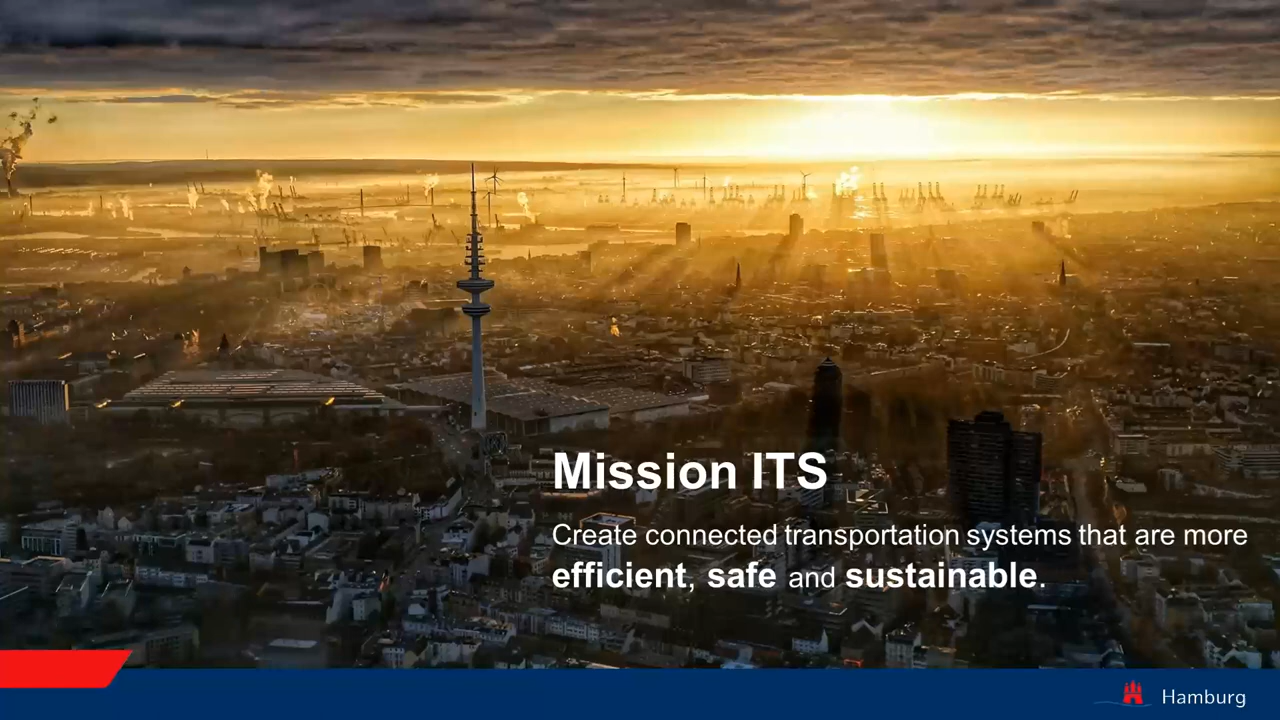 Mission ITS
Create connected transportation systems that are more
efficient, safe and sustainable.
Hamburg